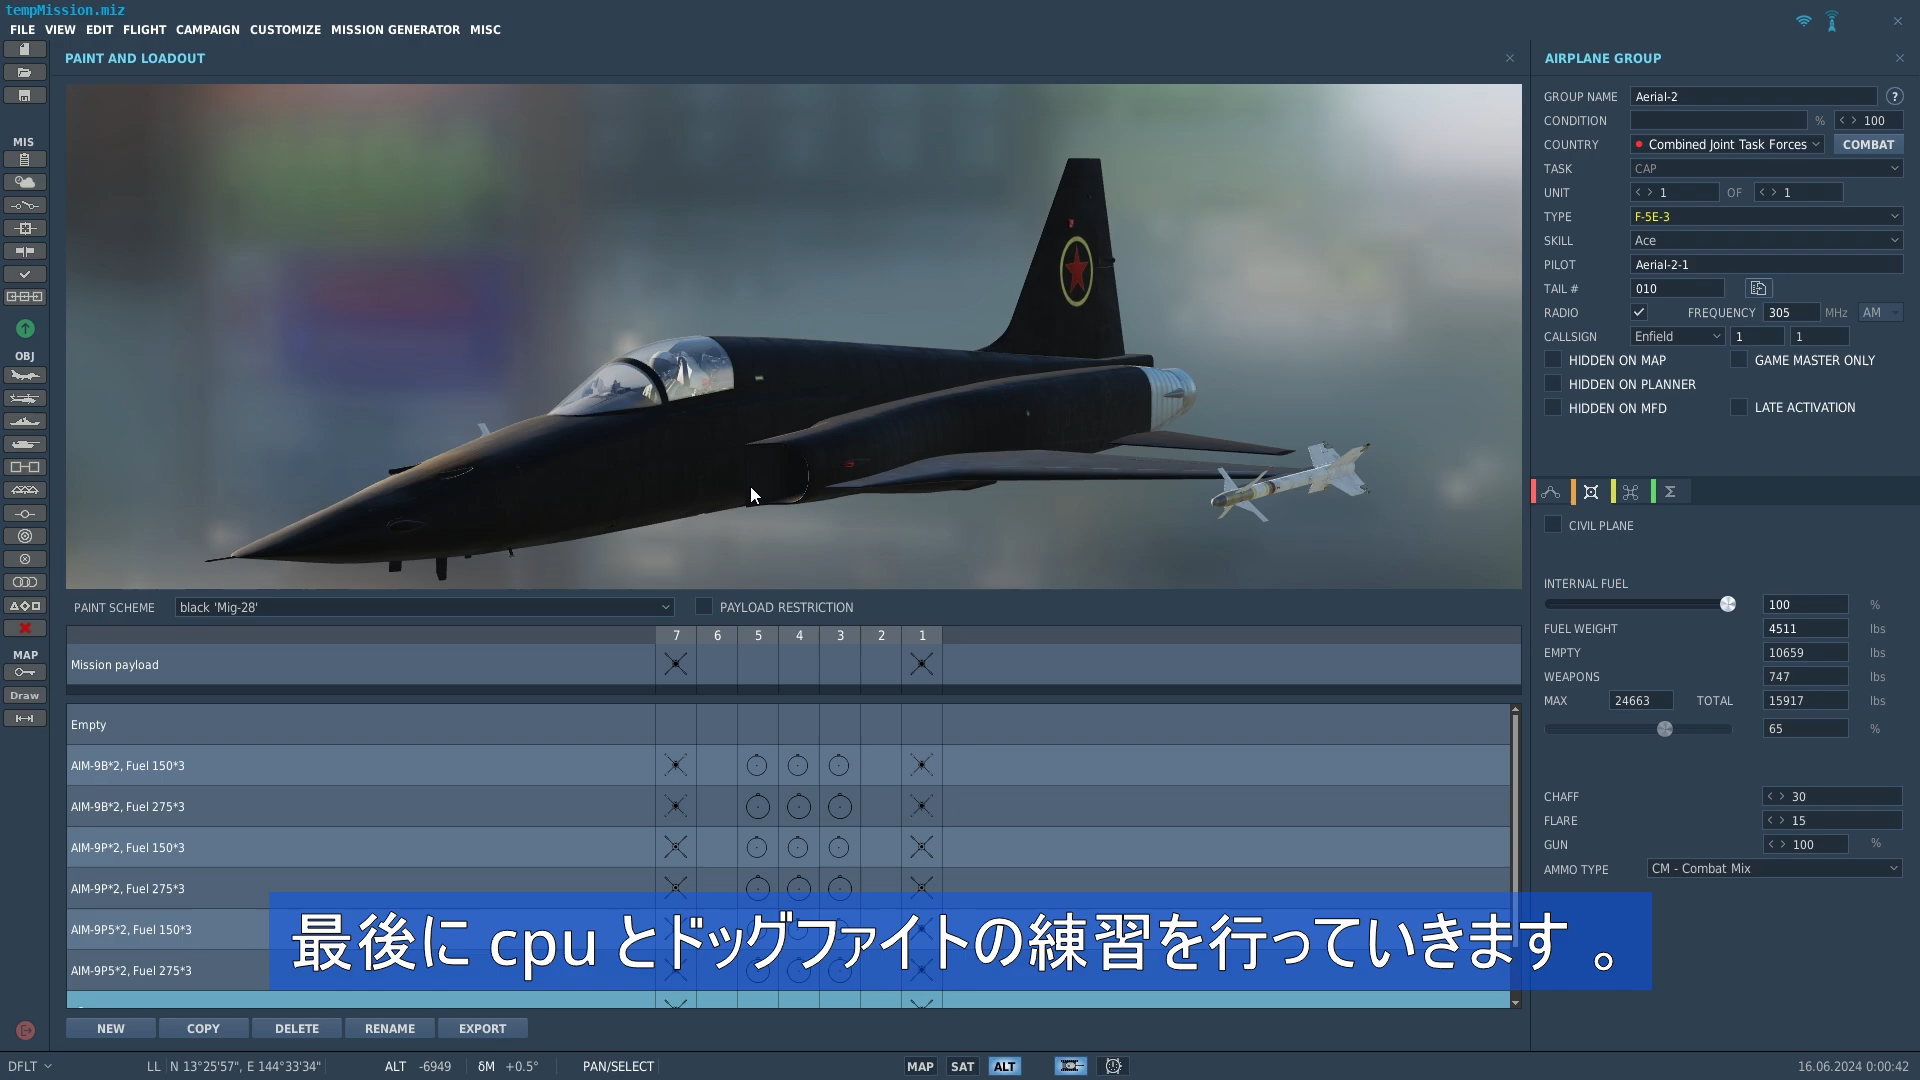 tempMission.miz
FILE VIEW EDIT FLIGHT CAMPAIGN CUSTOMIZE MISSION GENERATOR MISC
PAINT AND LOADOUT
AIRPLANE GROUP
GROUP NAME Aerial-2 ?
CONDITION % 100
COUNTRY Combined Joint Task Forces COMBAT
TASK CAP
UNIT 1 OF 1
TYPE F-5E-3
SKILL Ace
PILOT Aerial-2-1
TAIL # 010
RADIO FREQUENCY 305 MHz AM
CALLSIGN Enfield 1 1
HIDDEN ON MAP GAME MASTER ONLY
HIDDEN ON PLANNER
HIDDEN ON MFD LATE ACTIVATION
CIVIL PLANE
INTERNAL FUEL
100 %
FUEL WEIGHT 4511 lbs
EMPTY 10659 lbs
WEAPONS 747 lbs
MAX 24663 TOTAL 15917 lbs
65 %
CHAFF 30
FLARE 15
GUN 100 %
AMMO TYPE CM - Combat Mix
MIS
OBJ
MAP
Draw
PAINT SCHEME black 'Mig-28' PAYLOAD RESTRICTION
7 6 5 4 3 2 1
Mission payload
Empty
AIM-9B*2, Fuel 150*3
AIM-9B*2, Fuel 275*3
AIM-9P*2, Fuel 150*3
AIM-9P*2, Fuel 275*3
AIM-9P5*2, Fuel 150*3
AIM-9P5*2, Fuel 275*3
最後に cpu とドッグファイトの練習を行っていきます 。
NEW COPY DELETE RENAME EXPORT
DFLT LL N 13°25'57", E 144°33'34" ALT -6949 δM +0.5° PAN/SELECT MAP SAT ALT 16.06.2024 0:00:42